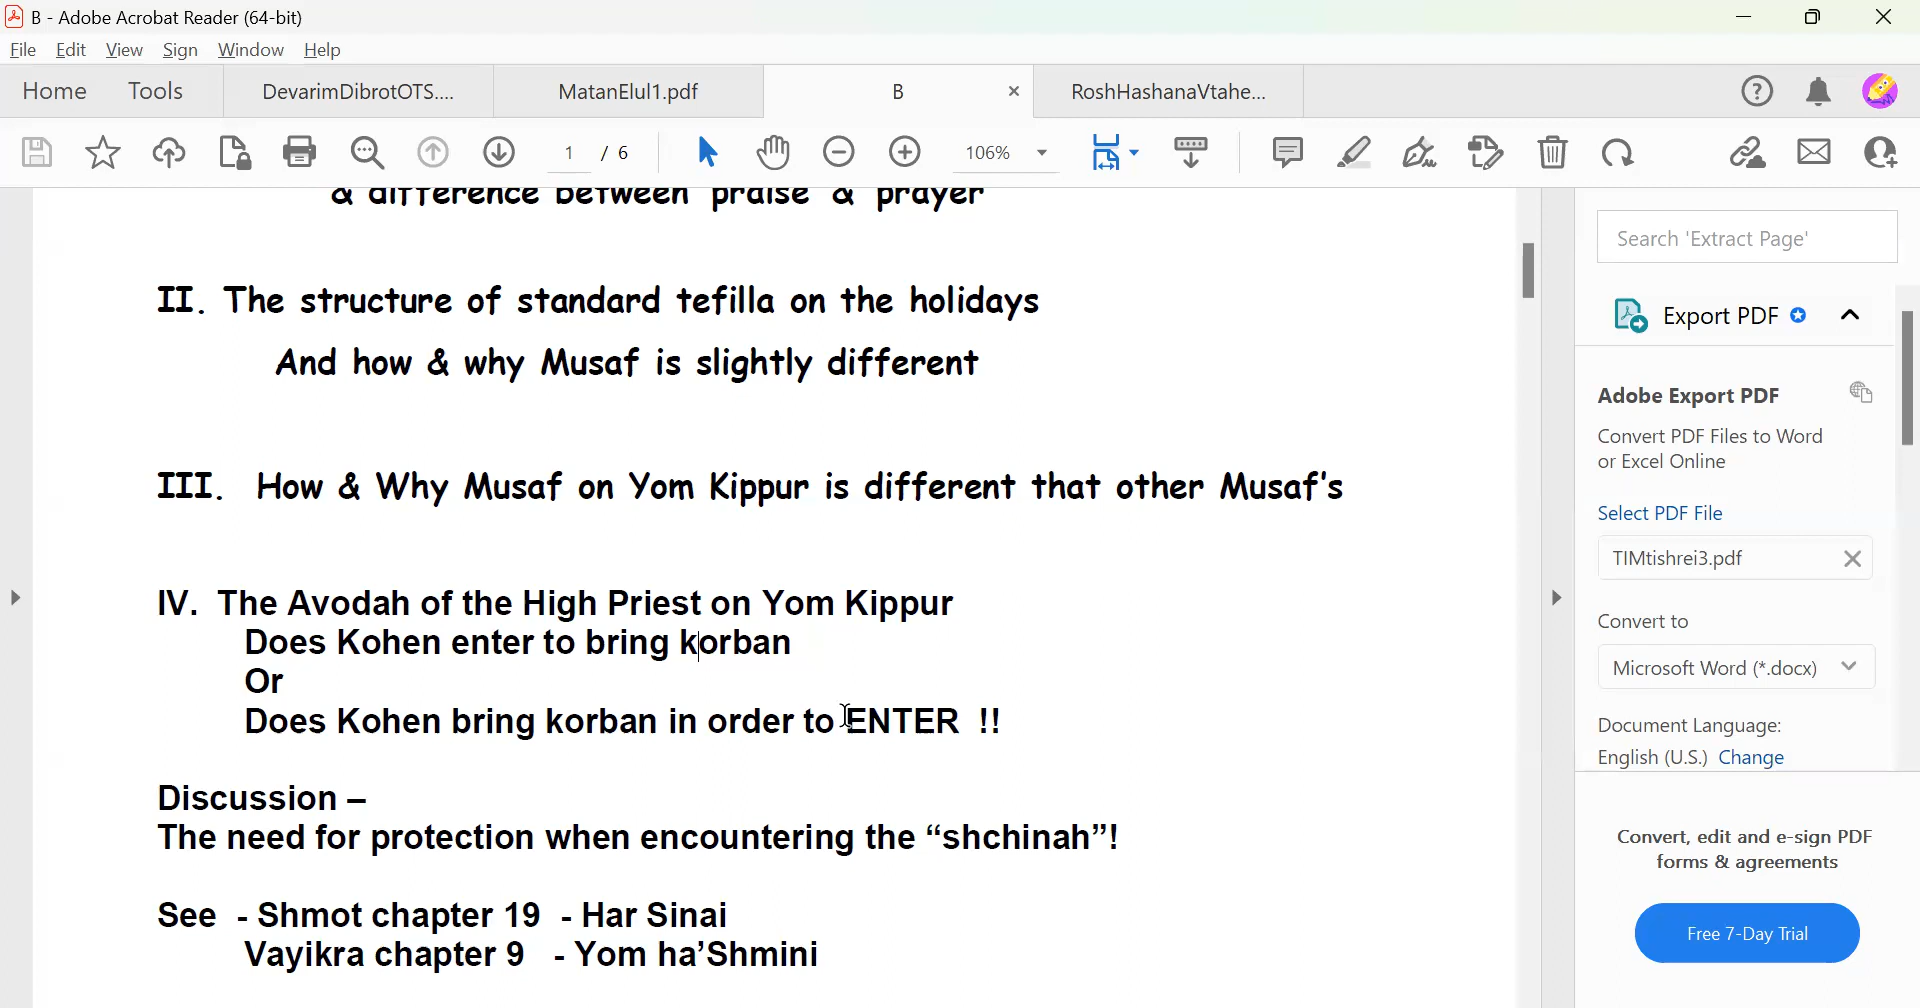 B - Adobe Acrobat Reader (64-bit)
File Edit View Sign Window Help
Home Tools DevarimDibrotOTS.... MatanElul1.pdf B × RoshHashanaVtahe...
1 / 6 106%
& difference between praise & prayer
II. The structure of standard tefilla on the holidays
And how & why Musaf is slightly different
III. How & Why Musaf on Yom Kippur is different that other Musaf's
IV. The Avodah of the High Priest on Yom Kippur
Does Kohen enter to bring korban
Or
Does Kohen bring korban in order to ENTER !!
Discussion –
The need for protection when encountering the “shchinah”!
See - Shmot chapter 19 - Har Sinai
Vayikra chapter 9 - Yom ha’Shmini
Search 'Extract Page'
Export PDF
Adobe Export PDF
Convert PDF Files to Word
or Excel Online
Select PDF File
TIMtishrei3.pdf
Convert to
Microsoft Word (*.docx)
Document Language:
English (U.S.) Change
Convert, edit and e-sign PDF
forms & agreements
Free 7-Day Trial